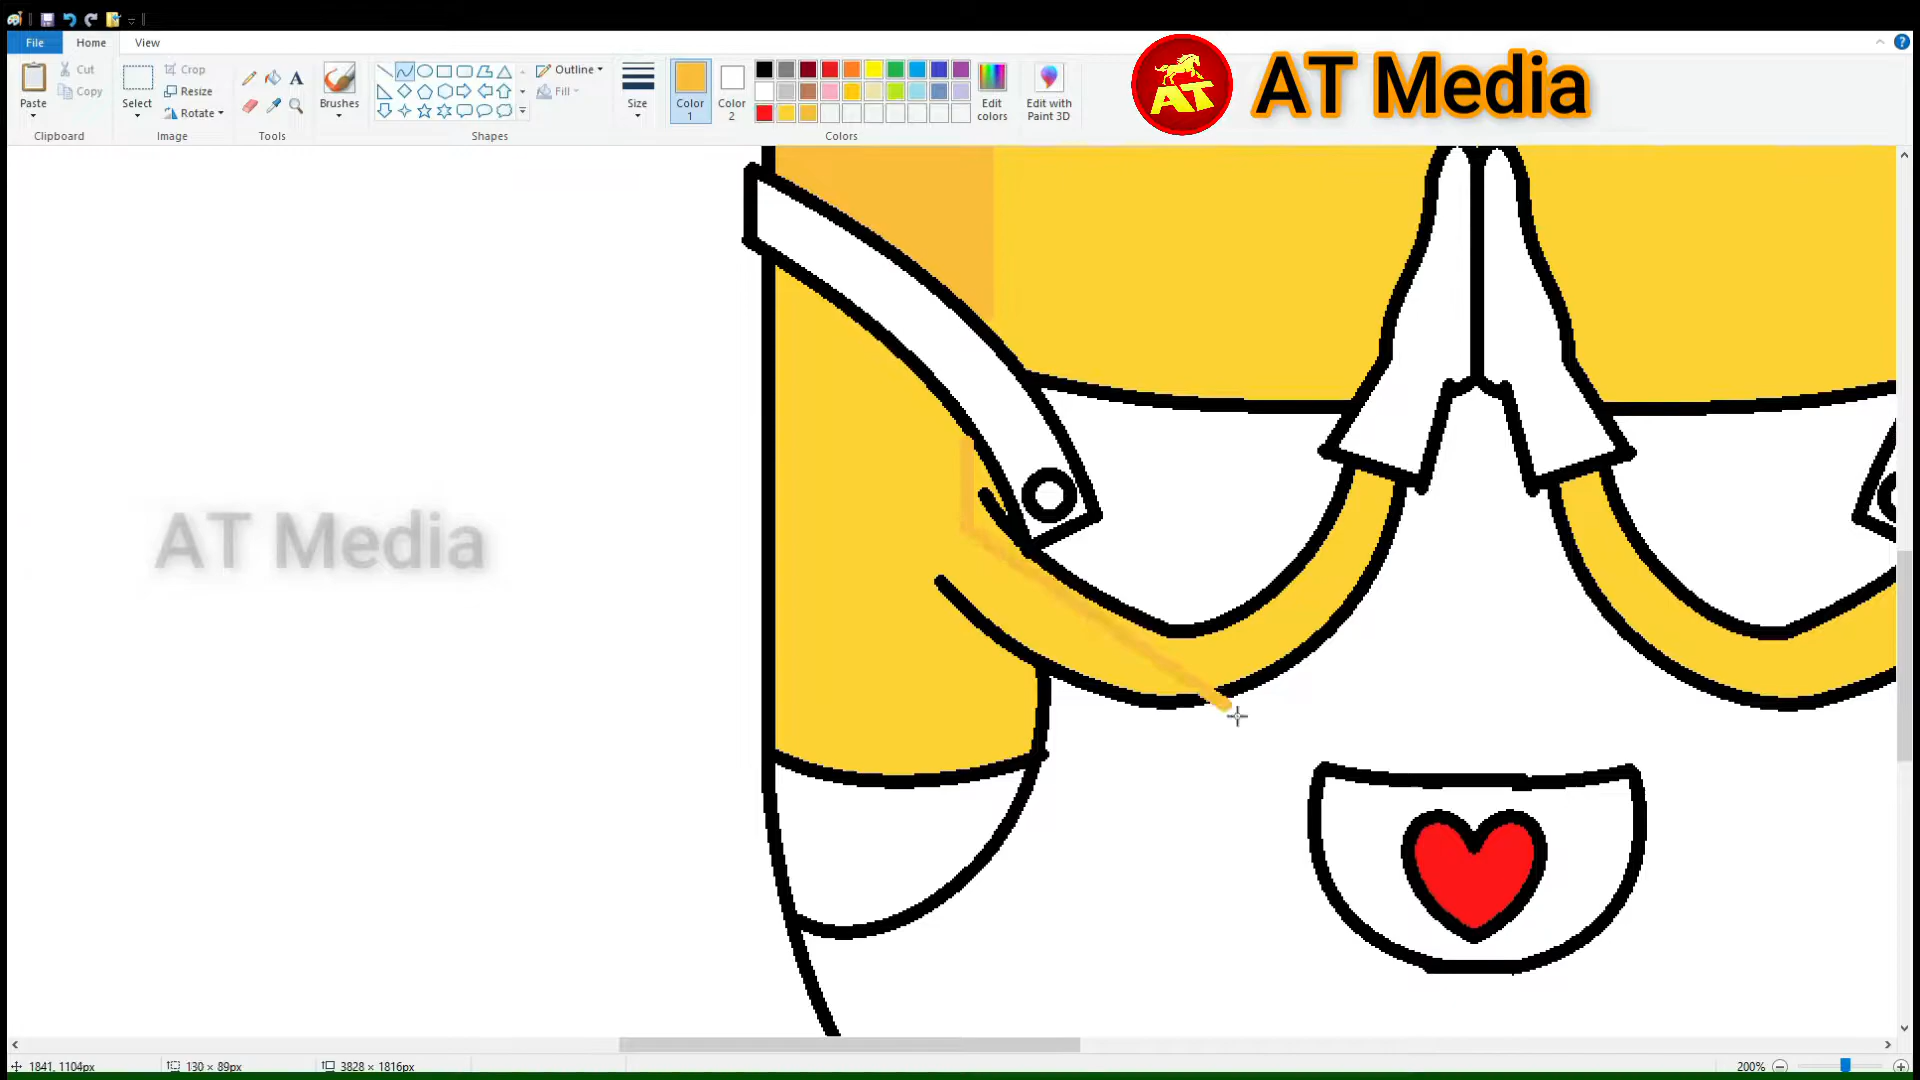 File Home View
Paste
Cut
Copy
Clipboard
Select
Crop
Resize
Rotate
Image
Tools
Brushes
Shapes
Outline
Fill
Size
Color
1
Color
2
Edit
colors
Edit with
Paint 3D
Colors
AT
AT Media
AT Media
1841, 1104px
130 × 89px
3828 × 1816px
200%